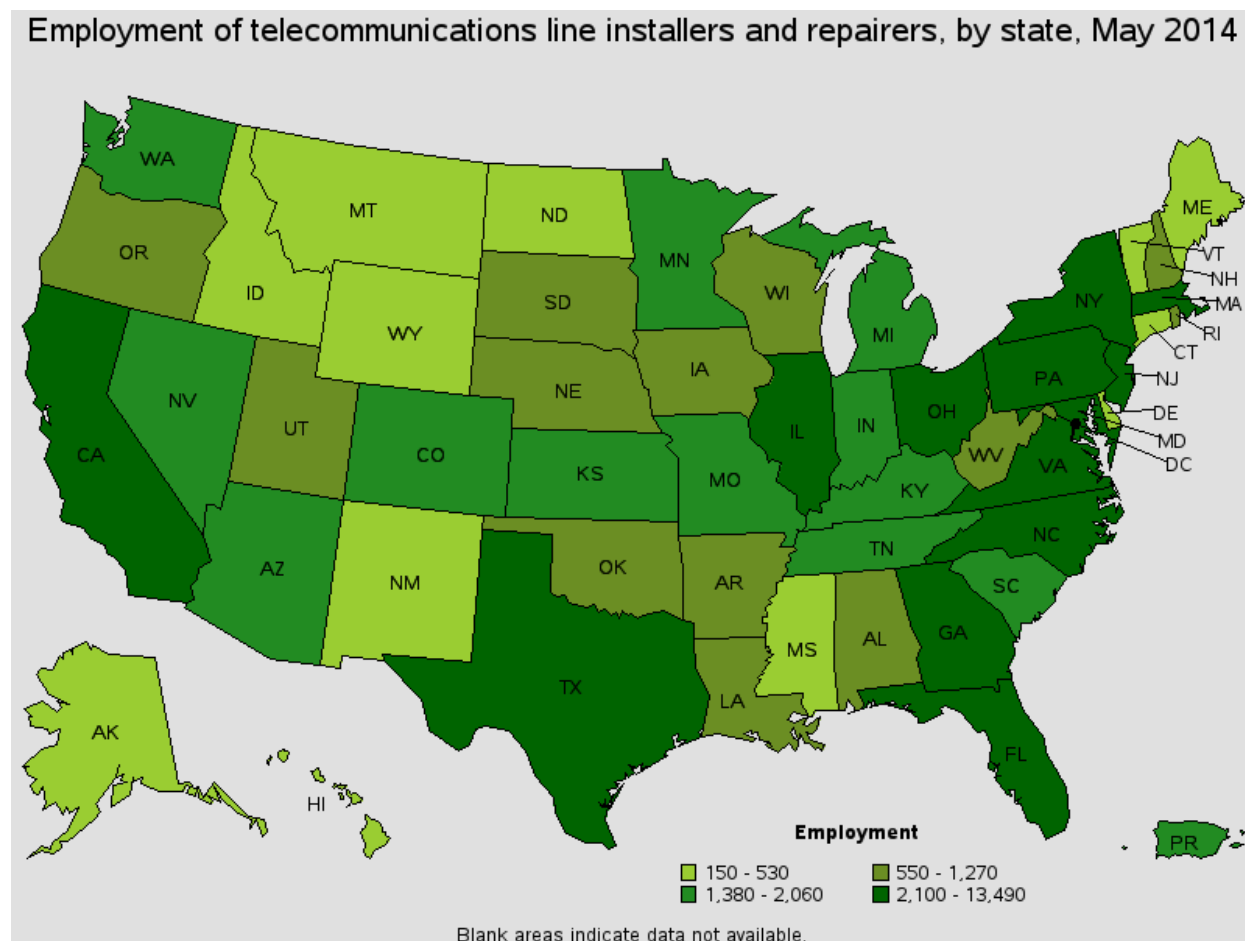 Employment of telecommunications line installers and repairers, by state, May 2014
WA
MT
ND
ME
OR
ID
MN
VT
NH
SD
WI
NY
MA
WY
MI
RI
CT
IA
PA
NJ
NE
NV
UT
OH
DE
CO
IL
IN
MD
CA
WV
DC
VA
KS
MO
KY
NC
TN
AZ
OK
NM
AR
SC
GA
MS
AL
TX
LA
AK
FL
HI
PR
Employment
150 - 530
550 - 1,270
1,380 - 2,060
2,100 - 13,490
Blank areas indicate data not available.